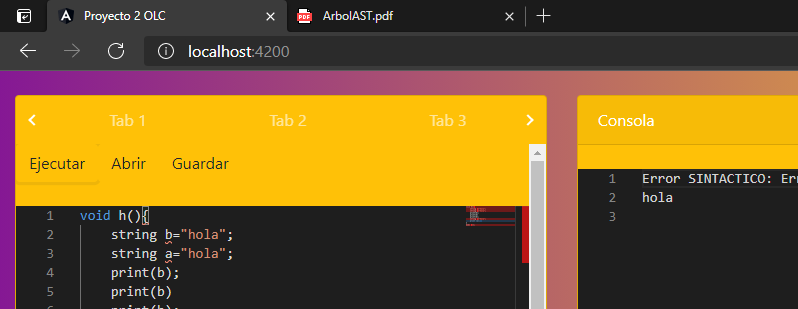 Proyecto 2 OLC
ArbolAST.pdf
localhost:4200
Tab 1 Tab 2 Tab 3
Ejecutar Abrir Guardar
1 void h(){
2 string b="hola";
3 string a="hola";
4 print(b);
5 print(b)
Consola
1 Error SINTACTICO: Er
2 hola
3